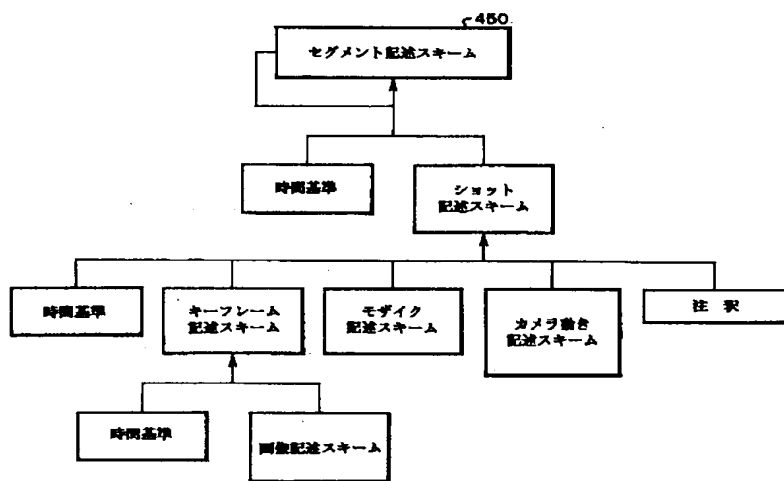 450
セグメント記述スキーム
時間基準
ショット
記述スキーム
時間基準
キーフレーム
記述スキーム
モザイク
記述スキーム
カメラ動き
記述スキーム
注 釈
時間基準
画像記述スキーム